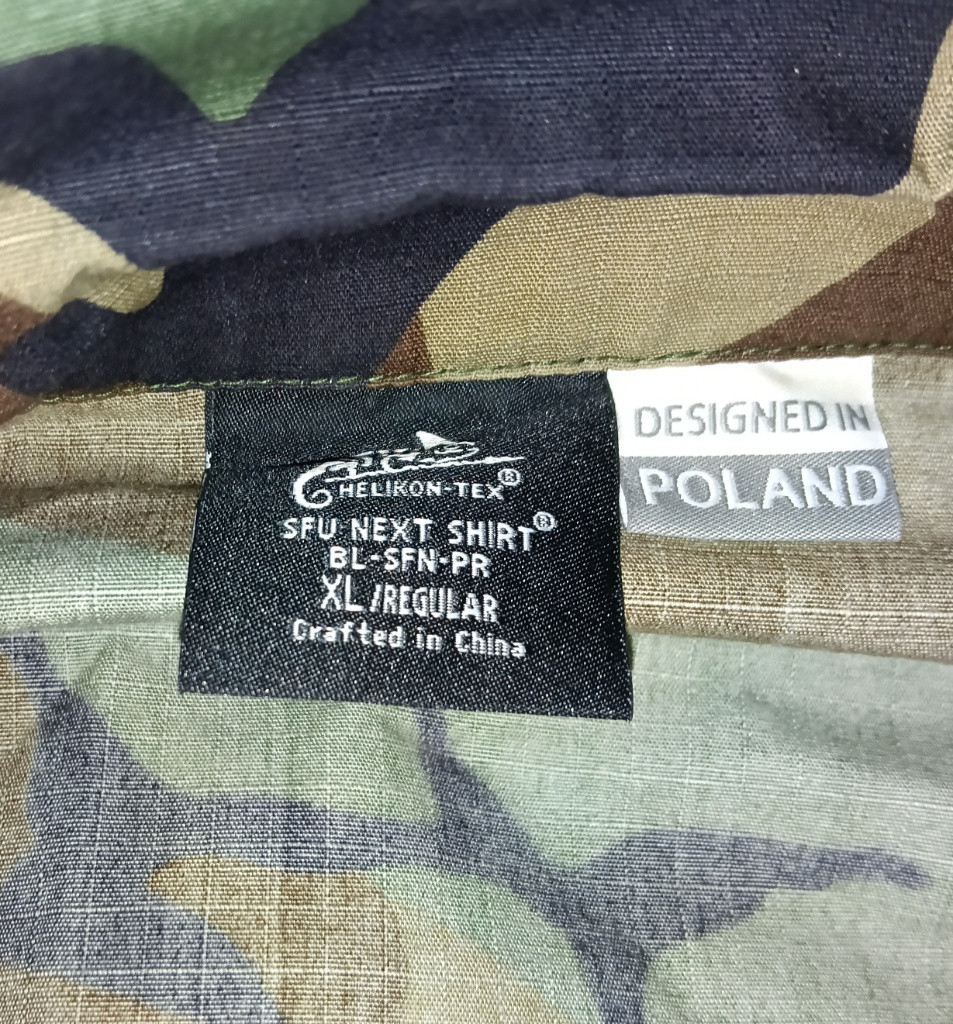 HELIKON-TEX®
SFU NEXT SHIRT®
BL-SFN-PR
XL/REGULAR
Crafted in China
DESIGNED IN
POLAND